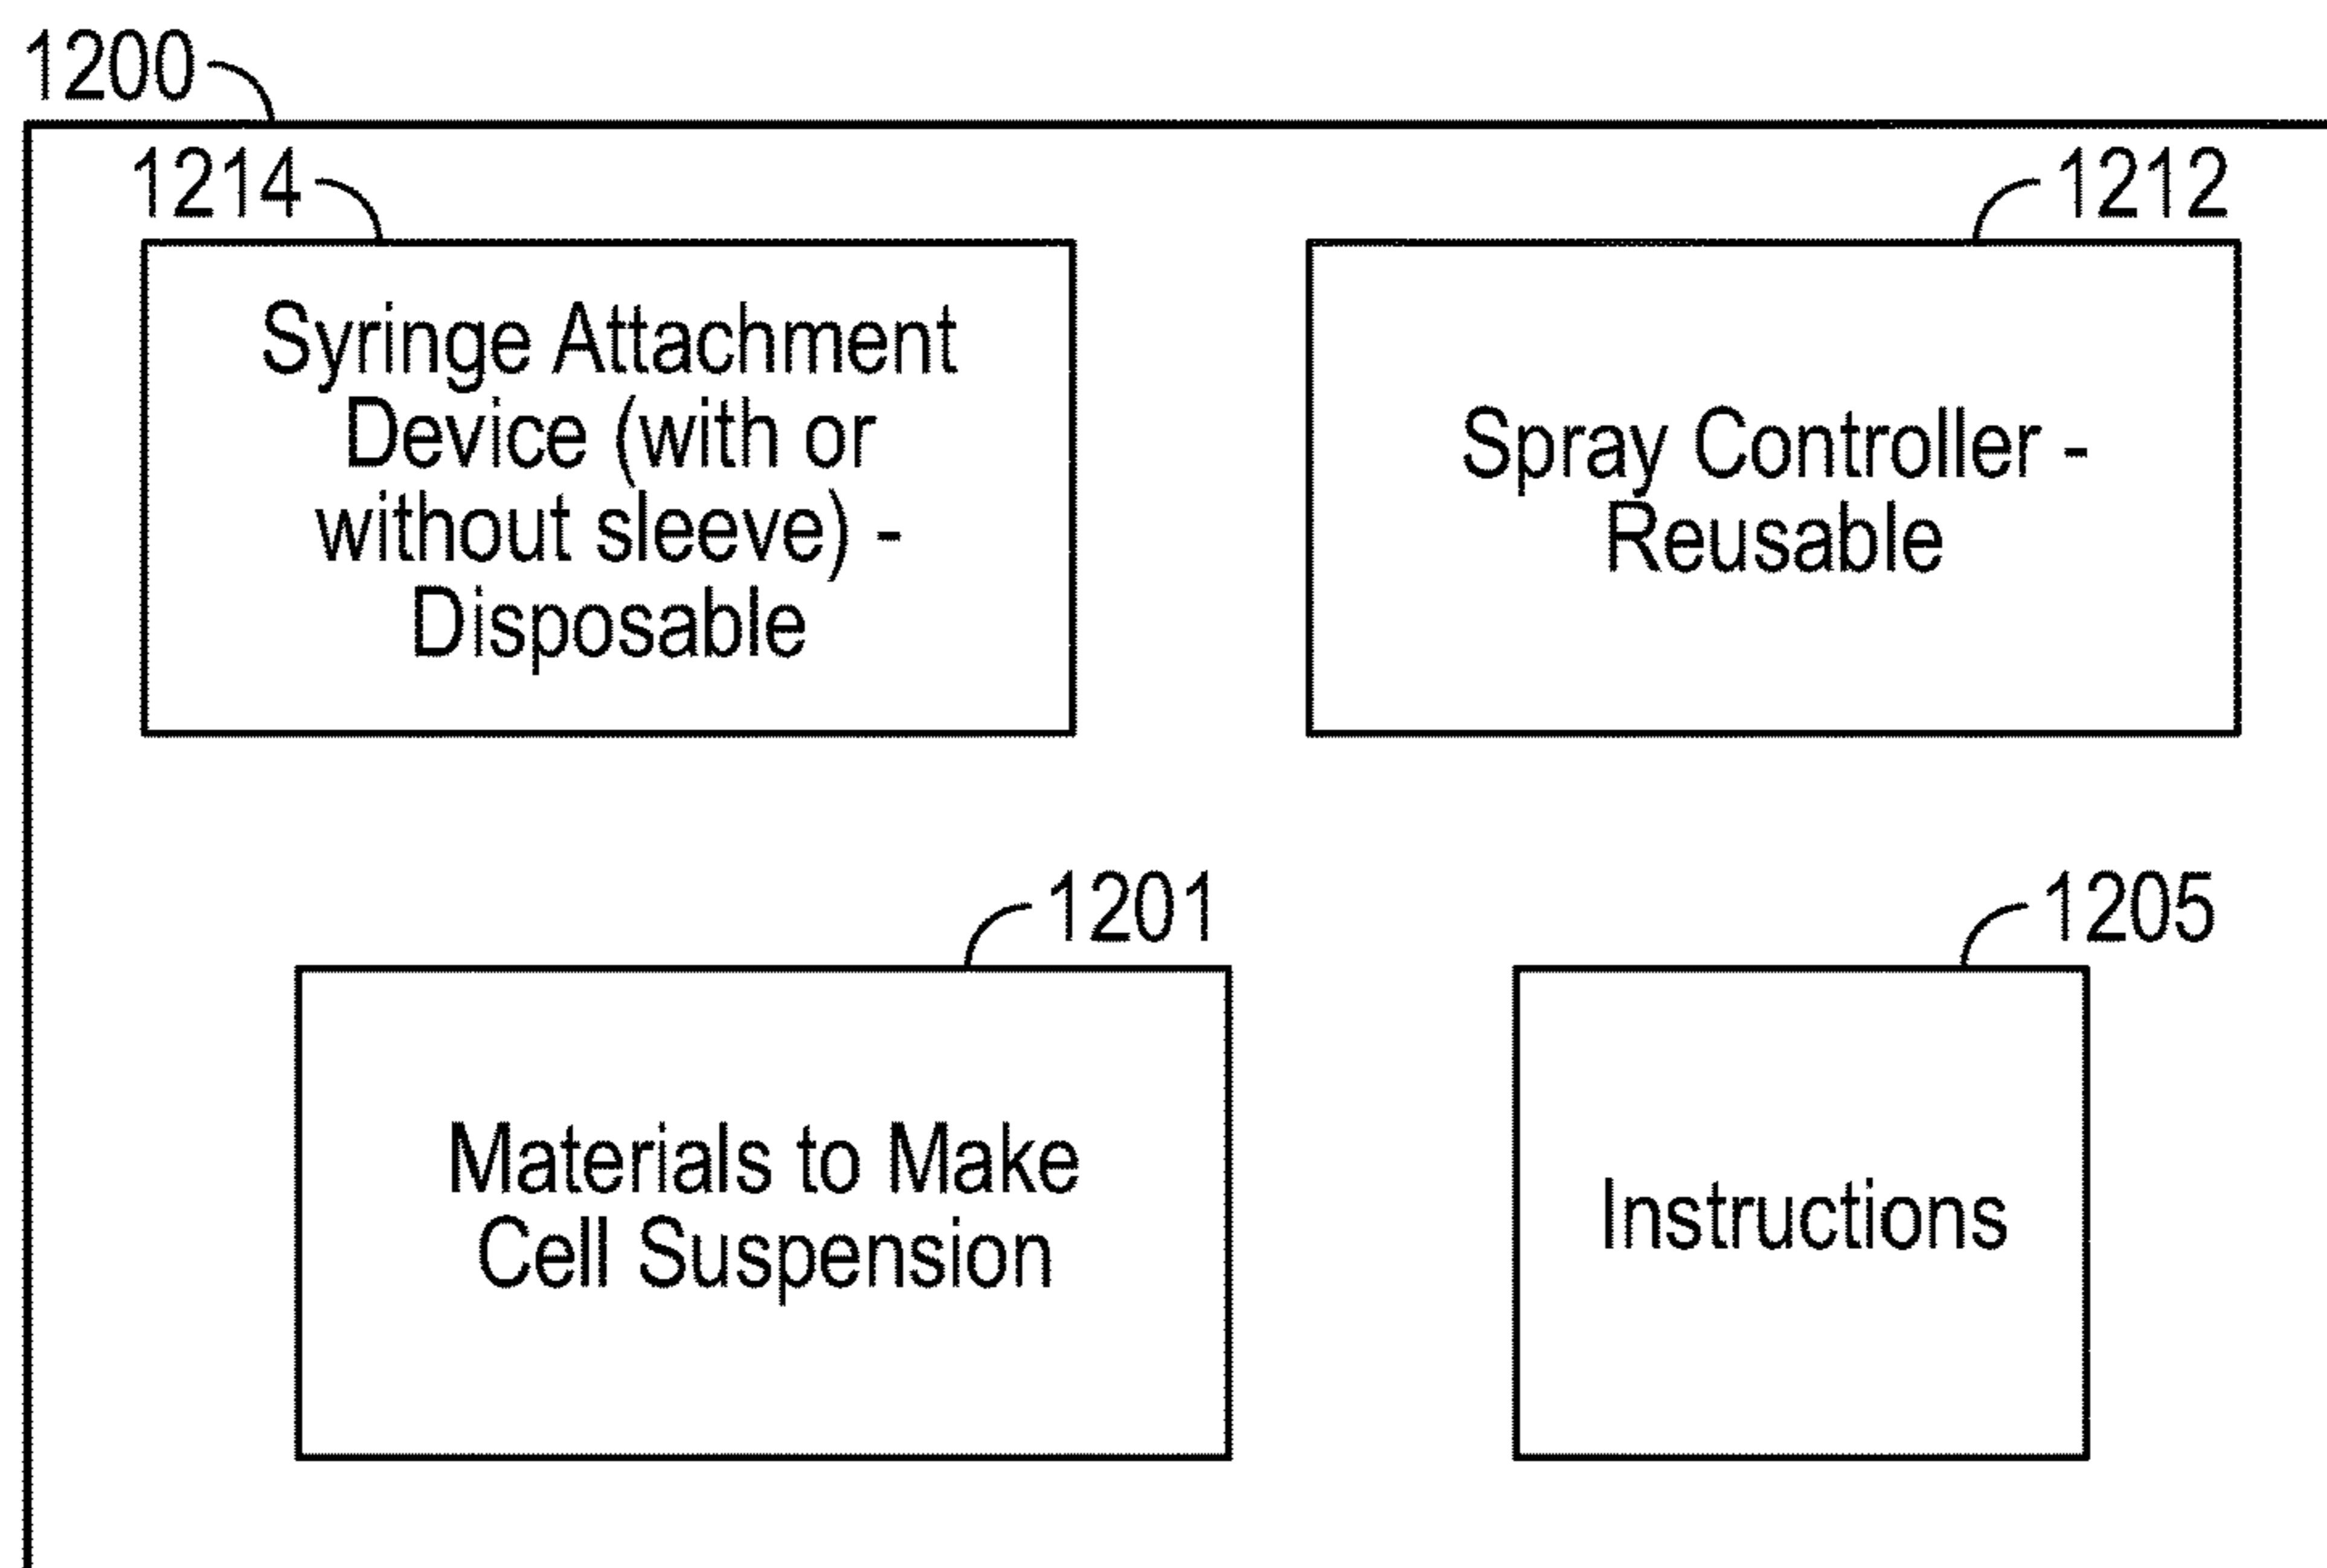 1200
1214
1212
Syringe Attachment
Device (with or
without sleeve) -
Disposable
Spray Controller -
Reusable
1201
1205
Materials to Make
Cell Suspension
Instructions